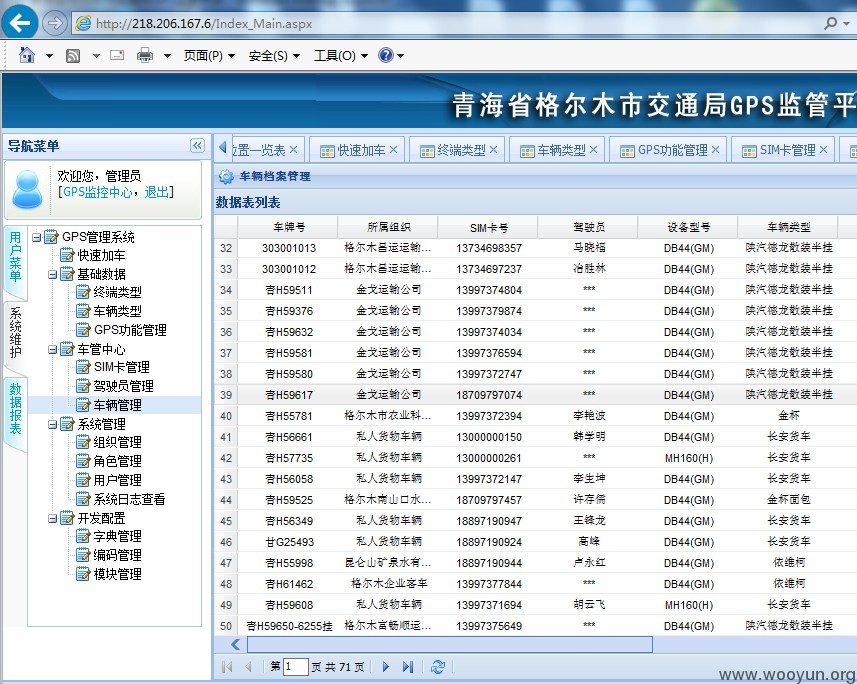 http://218.206.167.6/Index_Main.aspx
页面(P) 安全(S) 工具(O)
青海省格尔木市交通局GPS监管平
导航菜单
位置一览表 快速加车 终端类型 车辆类型 GPS功能管理 SIM卡管理
欢迎您，管理员
[GPS监控中心，退出]
车辆档案管理
数据表列表
用户菜单
系统维护
数据报表
GPS管理系统
快速加车
基础数据
终端类型
车辆类型
GPS功能管理
车管中心
SIM卡管理
驾驶员管理
车辆管理
系统管理
组织管理
角色管理
用户管理
系统日志查看
开发配置
字典管理
编码管理
模块管理
车牌号 所属组织 SIM卡号 驾驶员 设备型号 车辆类型
32 303001013 格尔木昌运运输... 13734698357 马晓福 DB44(GM) 陕汽德龙散装半挂
33 303001012 格尔木昌运运输... 13734697237 冶胜林 DB44(GM) 陕汽德龙散装半挂
34 青H59511 金戈运输公司 13997374804 *** DB44(GM) 陕汽德龙散装半挂
35 青H59376 金戈运输公司 13997379874 *** DB44(GM) 陕汽德龙散装半挂
36 青H59632 金戈运输公司 13997374034 *** DB44(GM) 陕汽德龙散装半挂
37 青H59581 金戈运输公司 13997376594 *** DB44(GM) 陕汽德龙散装半挂
38 青H59580 金戈运输公司 13997372747 *** DB44(GM) 陕汽德龙散装半挂
39 青H59617 金戈运输公司 18709797074 *** DB44(GM) 陕汽德龙散装半挂
40 青H55781 格尔木市农业科... 13997372394 李艳波 DB44(GM) 金杯
41 青H56661 私人货物车辆 13000000150 韩学明 DB44(GM) 长安货车
42 青H57735 私人货物车辆 13000000261 *** MH160(H) 长安货车
43 青H56058 私人货物车辆 13997372147 李生坤 DB44(GM) 长安货车
44 青H59525 格尔木南山口水... 18709797457 许存儒 DB44(GM) 金杯面包
45 青H56349 私人货物车辆 18897190947 王锋龙 DB44(GM) 长安货车
46 甘G25493 私人货物车辆 18897190924 高峰 DB44(GM) 长安货车
47 青H55998 昆仑山矿泉水有... 18897190944 卢永红 DB44(GM) 依维柯
48 青H61462 格尔木企业客车 13997377844 *** DB44(GM) 依维柯
49 青H59608 私人货物车辆 13997371694 胡云飞 MH160(H) 长安货车
50 青H59650-6255挂 格尔木富畅顺运... 13997375649 *** DB44(GM) 陕汽德龙散装半挂
第 1 页 共 71 页
www.wooyun.org